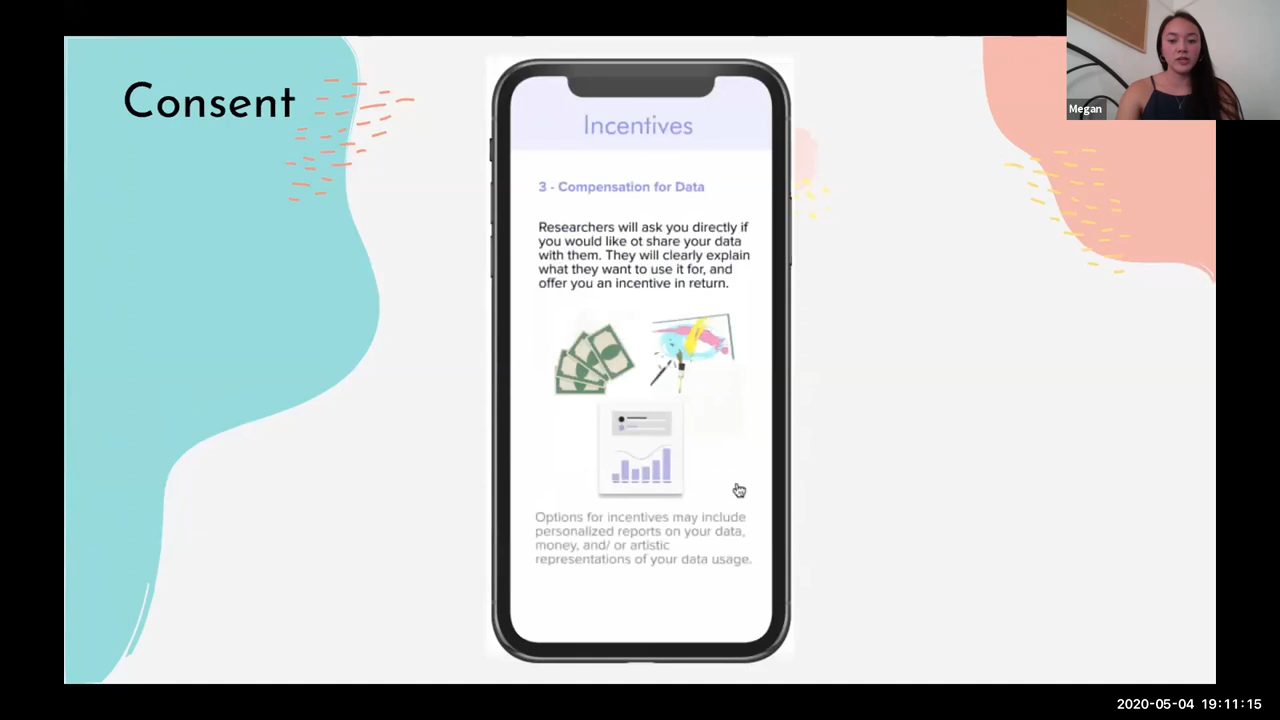 Consent
Incentives
3 - Compensation for Data
Researchers will ask you directly if
you would like ot share your data
with them. They will clearly explain
what they want to use it for, and
offer you an incentive in return.
Options for incentives may include
personalized reports on your data,
money, and/ or artistic
representations of your data usage.
Megan
2020-05-04 19:11:15